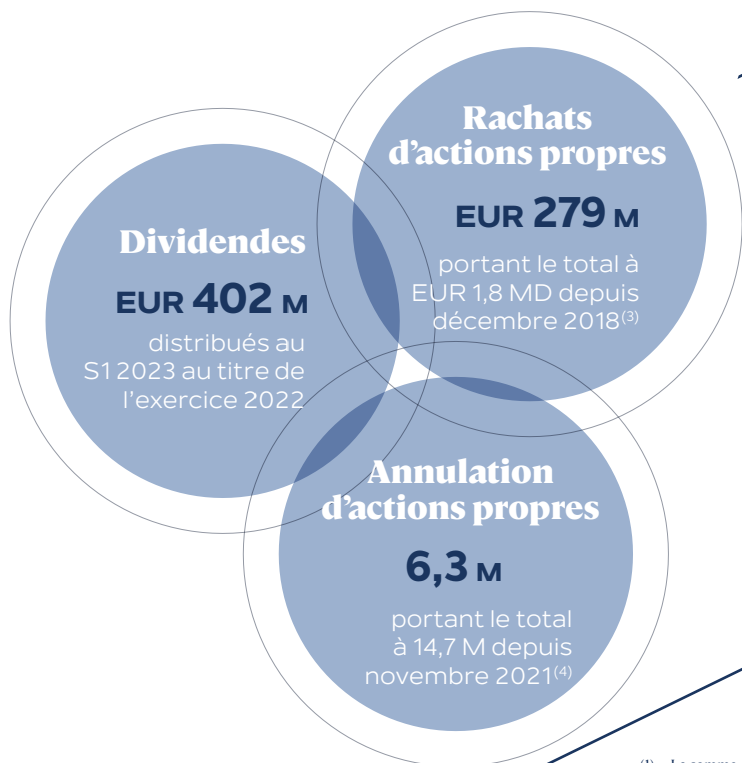 Rachats
d’actions propres
EUR 279 M
portant le total à
EUR 1,8 MD depuis
décembre 2018(3)
Dividendes
EUR 402 M
distribués au
S1 2023 au titre de
l’exercice 2022
Annulation
d’actions propres
6,3 M
portant le total
à 14,7 M depuis
novembre 2021(4)